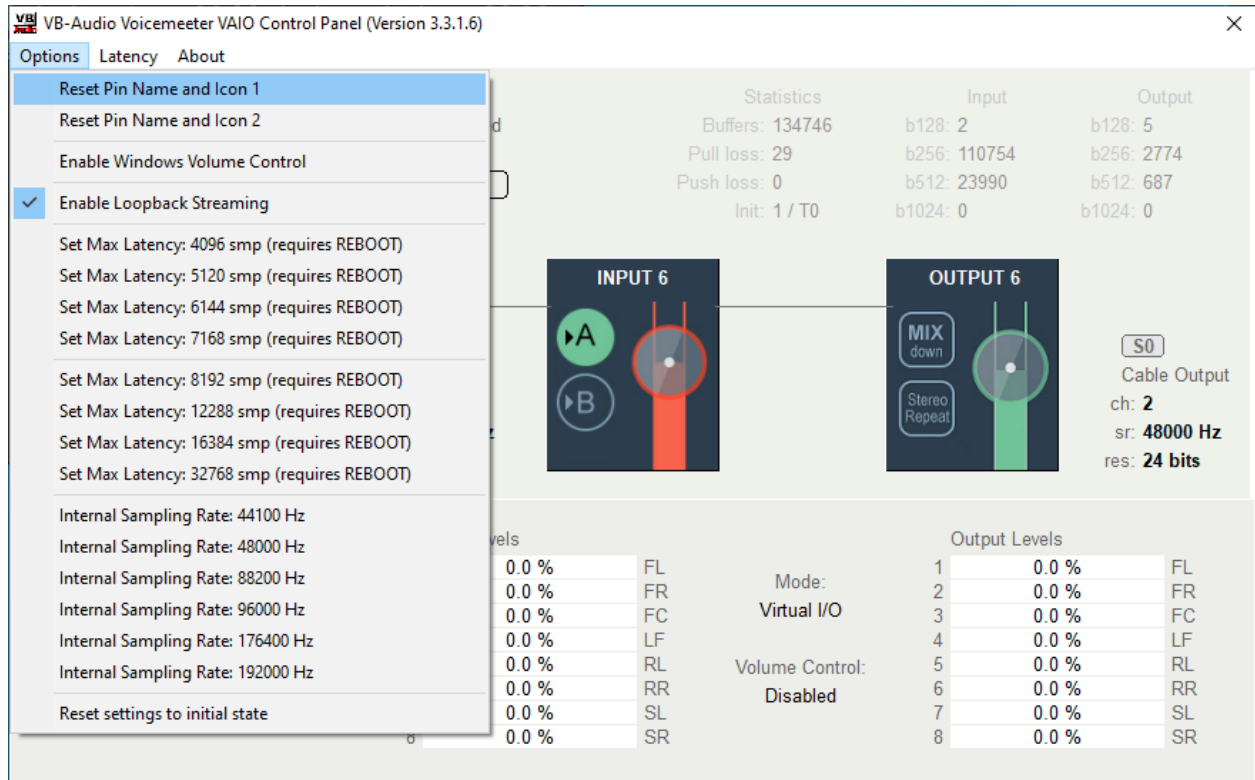 VB-Audio Voicemeeter VAIO Control Panel (Version 3.3.1.6)
Options Latency About
Reset Pin Name and Icon 1
Reset Pin Name and Icon 2
Enable Windows Volume Control
Enable Loopback Streaming
Set Max Latency: 4096 smp (requires REBOOT)
Set Max Latency: 5120 smp (requires REBOOT)
Set Max Latency: 6144 smp (requires REBOOT)
Set Max Latency: 7168 smp (requires REBOOT)
Set Max Latency: 8192 smp (requires REBOOT)
Set Max Latency: 12288 smp (requires REBOOT)
Set Max Latency: 16384 smp (requires REBOOT)
Set Max Latency: 32768 smp (requires REBOOT)
Internal Sampling Rate: 44100 Hz
Internal Sampling Rate: 48000 Hz
Internal Sampling Rate: 88200 Hz
Internal Sampling Rate: 96000 Hz
Internal Sampling Rate: 176400 Hz
Internal Sampling Rate: 192000 Hz
Reset settings to initial state
Statistics Input Output
Buffers: 134746 b128: 2 b128: 5
Pull loss: 29 b256: 110754 b256: 2774
Push loss: 0 b512: 23990 b512: 687
Init: 1 / T0 b1024: 0 b1024: 0
INPUT 6
A
B
OUTPUT 6
MIX
down
Stereo
Repeat
S0
Cable Output
ch: 2
sr: 48000 Hz
res: 24 bits
Output Levels
0.0 % FL
0.0 % FR
0.0 % FC
0.0 % LF
0.0 % RL
0.0 % RR
0.0 % SL
0.0 % SR
Mode:
Virtual I/O
Volume Control:
Disabled
1 0.0 % FL
2 0.0 % FR
3 0.0 % FC
4 0.0 % LF
5 0.0 % RL
6 0.0 % RR
7 0.0 % SL
8 0.0 % SR